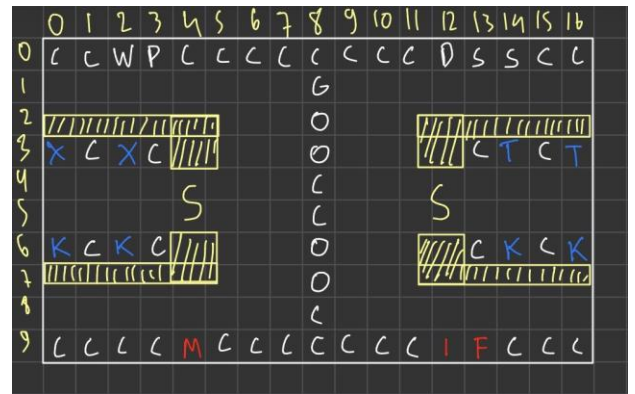 0 1 2 3 4 5 6 7 8 9 10 11 12 13 14 15 16
0 C C W P C C C C C C C C D S S C C
1 G
2 O
3 X C X C O C T C T
4 S C S
5 C
6 K C K C O C K C K
7 O
8 C
9 C C C C M C C C C C C C I F C C C